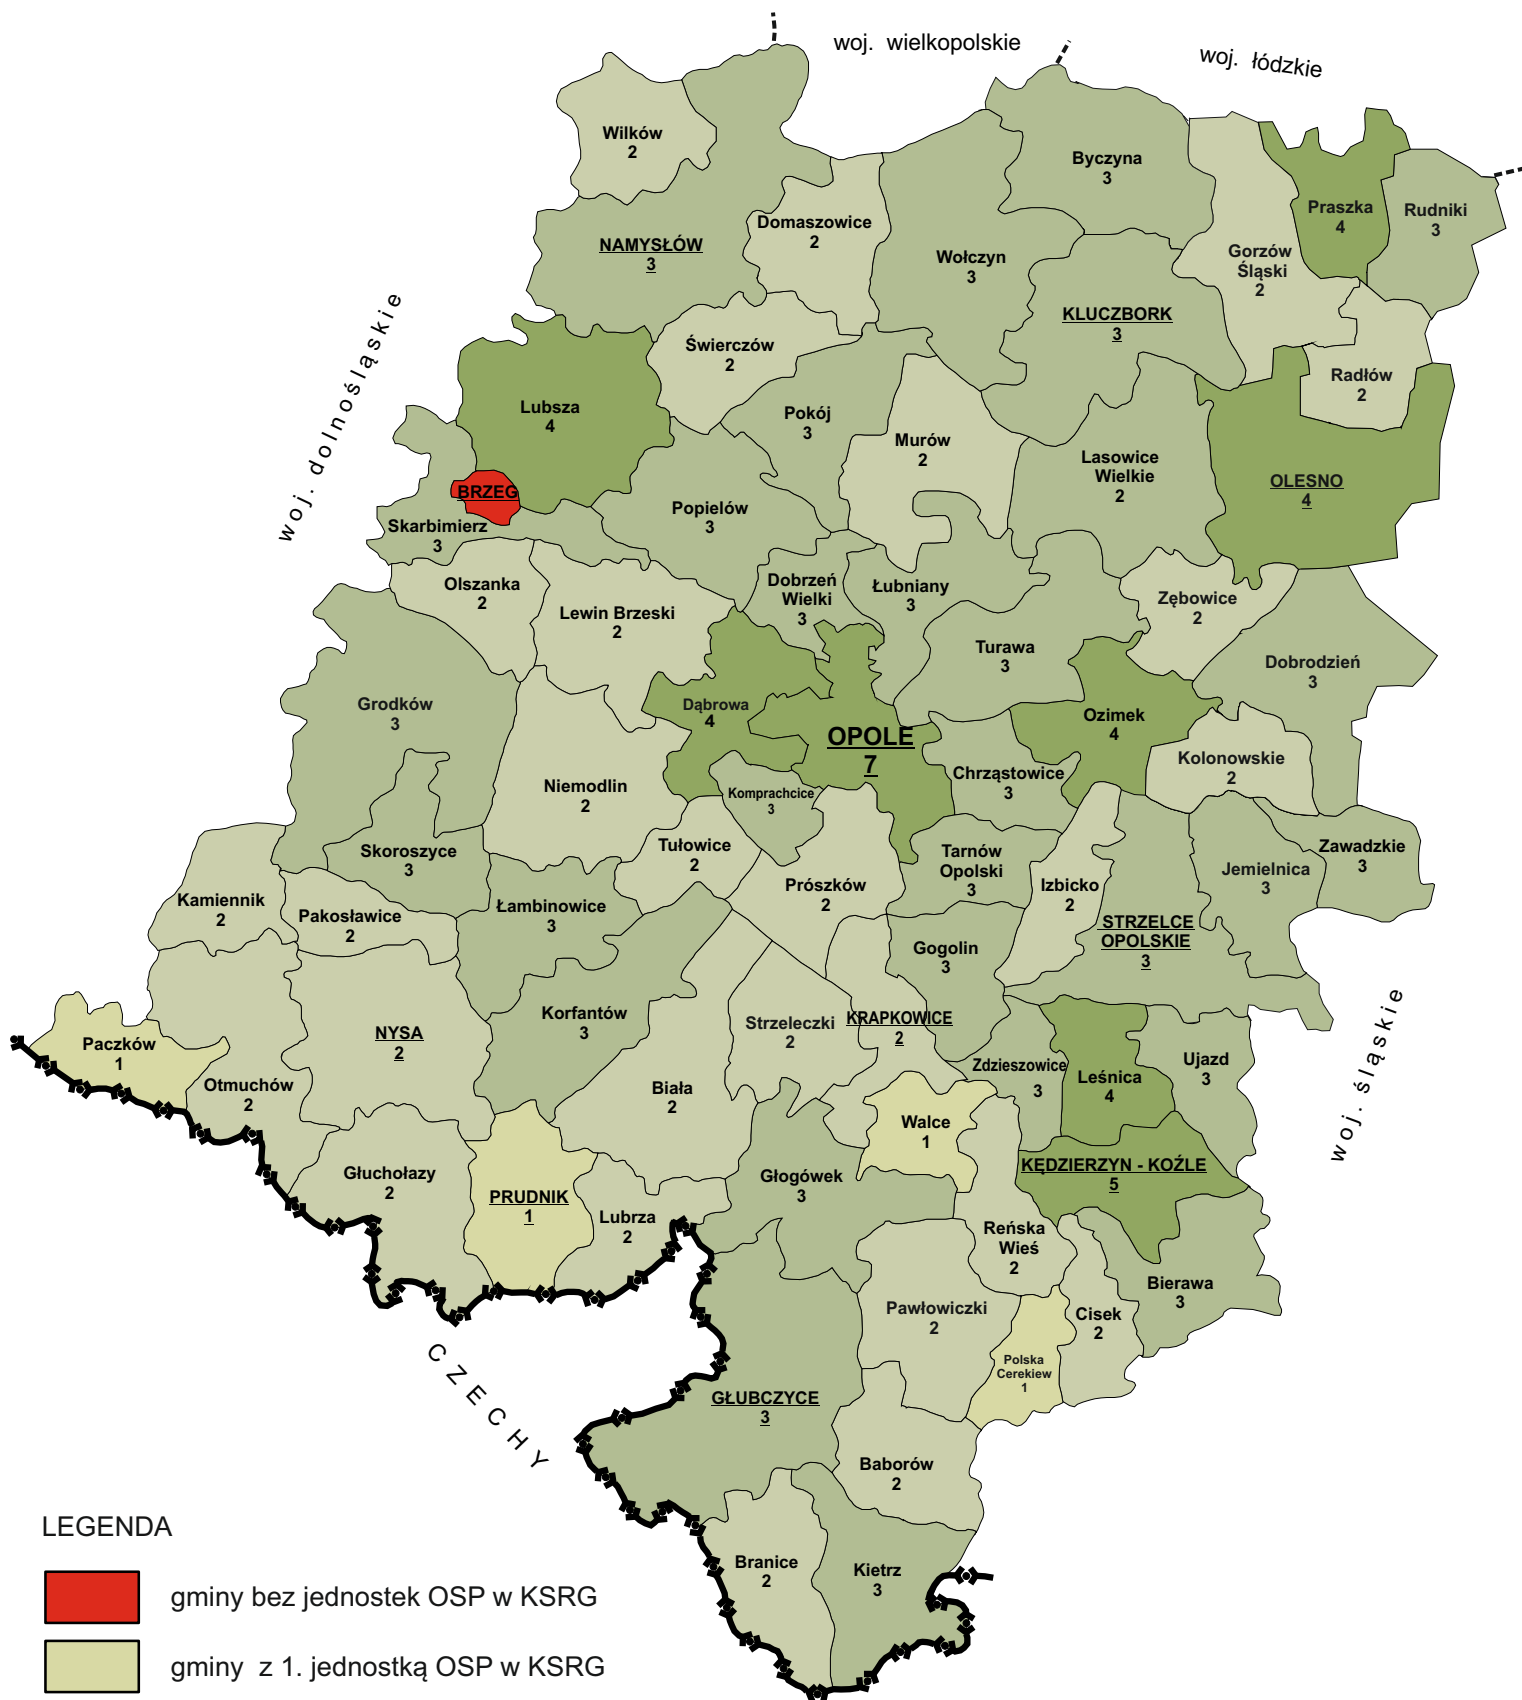 woj. wielkopolskie
woj. łódzkie
Wilków
2
Byczyna
3
Praszka
4
Rudniki
3
Domaszowice
2
NAMYSŁÓW
3
Wołczyn
3
Gorzów
Śląski
2
KLUCZBORK
3
woj. dolnośląskie
Świerczów
2
Radłów
2
Lubsza
4
Pokój
3
Murów
2
Lasowice
Wielkie
2
OLESNO
4
BRZEG
Skarbimierz
3
Popielów
3
Olszanka
2
Dobrzeń
Wielki
3
Łubniany
3
Zębowice
2
Lewin Brzeski
2
Turawa
3
Dobrodzień
3
Grodków
3
Dąbrowa
4
OPOLE
7
Ozimek
4
Kolonowskie
2
Chrząstowice
3
Niemodlin
2
Komprachcice
3
Skoroszyce
3
Tułowice
2
Tarnów
Opolski
3
Zawadzkie
3
Jemielnica
3
Izbicko
2
Prószków
2
Kamiennik
2
Pakosławice
2
Łambinowice
3
STRZELCE
OPOLSKIE
3
Gogolin
3
Korfantów
3
Strzeleczki
2
KRAPKOWICE
2
NYSA
2
Paczków
1
Otmuchów
2
Biała
2
Zdzieszowice
3
Leśnica
4
Ujazd
3
woj. śląskie
Walce
1
Głuchołazy
2
Głogówek
3
KĘDZIERZYN - KOŹLE
5
PRUDNIK
1
Lubrza
2
Reńska
Wieś
2
Bierawa
3
Pawłowiczki
2
Cisek
2
Polska
Cerekiew
1
CZECHY
GŁUBCZYCE
3
Baborów
2
Branice
2
Kietrz
3
LEGENDA
gminy bez jednostek OSP w KSRG
gminy z 1. jednostką OSP w KSRG